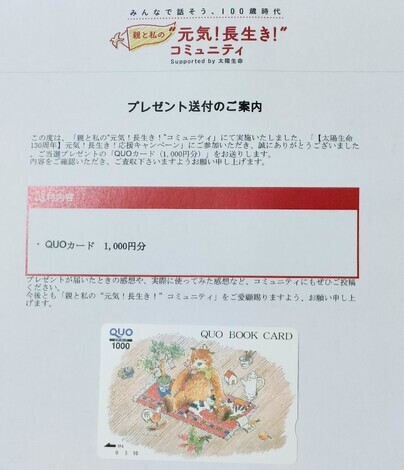 みんなで話そう、100歳時代
親と私の
“元気!長生き!”
コミュニティ
Supported by 太陽生命
プレゼント送付のご案内
この度は、「親と私の“元気!長生き!”コミュニティ」にて実施いたしました、「【太陽生命
130周年】元気!長生き!応援キャンペーン」にご参加いただき、誠にありがとうございました
。ご当選プレゼントの「QUOカード(1,000円分)」をお送りします。
内容をご確認いただき、ご査収下さいますようお願い申し上げます。
送付内容
・ QUOカード 1,000円分
プレゼントが届いたときの感想や、実際に使ってみた感想など、コミュニティにもぜひご投稿
ください。
今後とも「親と私の“元気!長生き!”コミュニティ」をご愛顧賜りますよう、お願い申し上
げます。
QUO
1000
QUO BOOK CARD